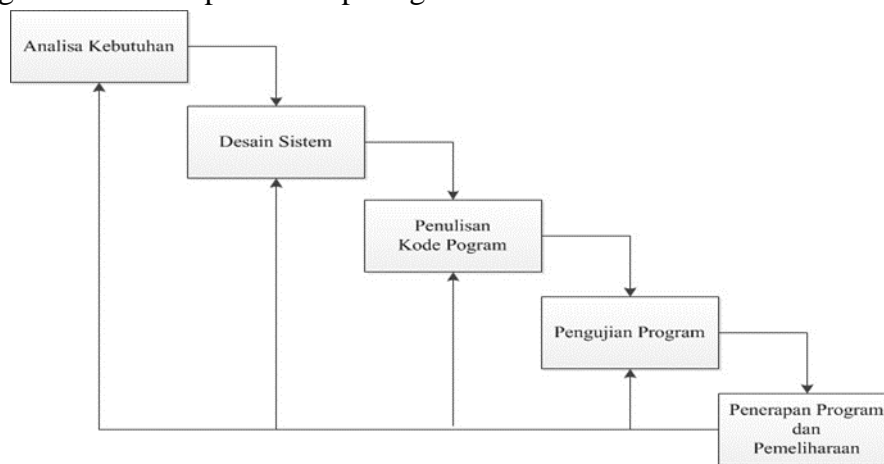 Analisa Kebutuhan
Desain Sistem
Penulisan
Kode Pogram
Pengujian Program
Penerapan Program
dan
Pemeliharaan